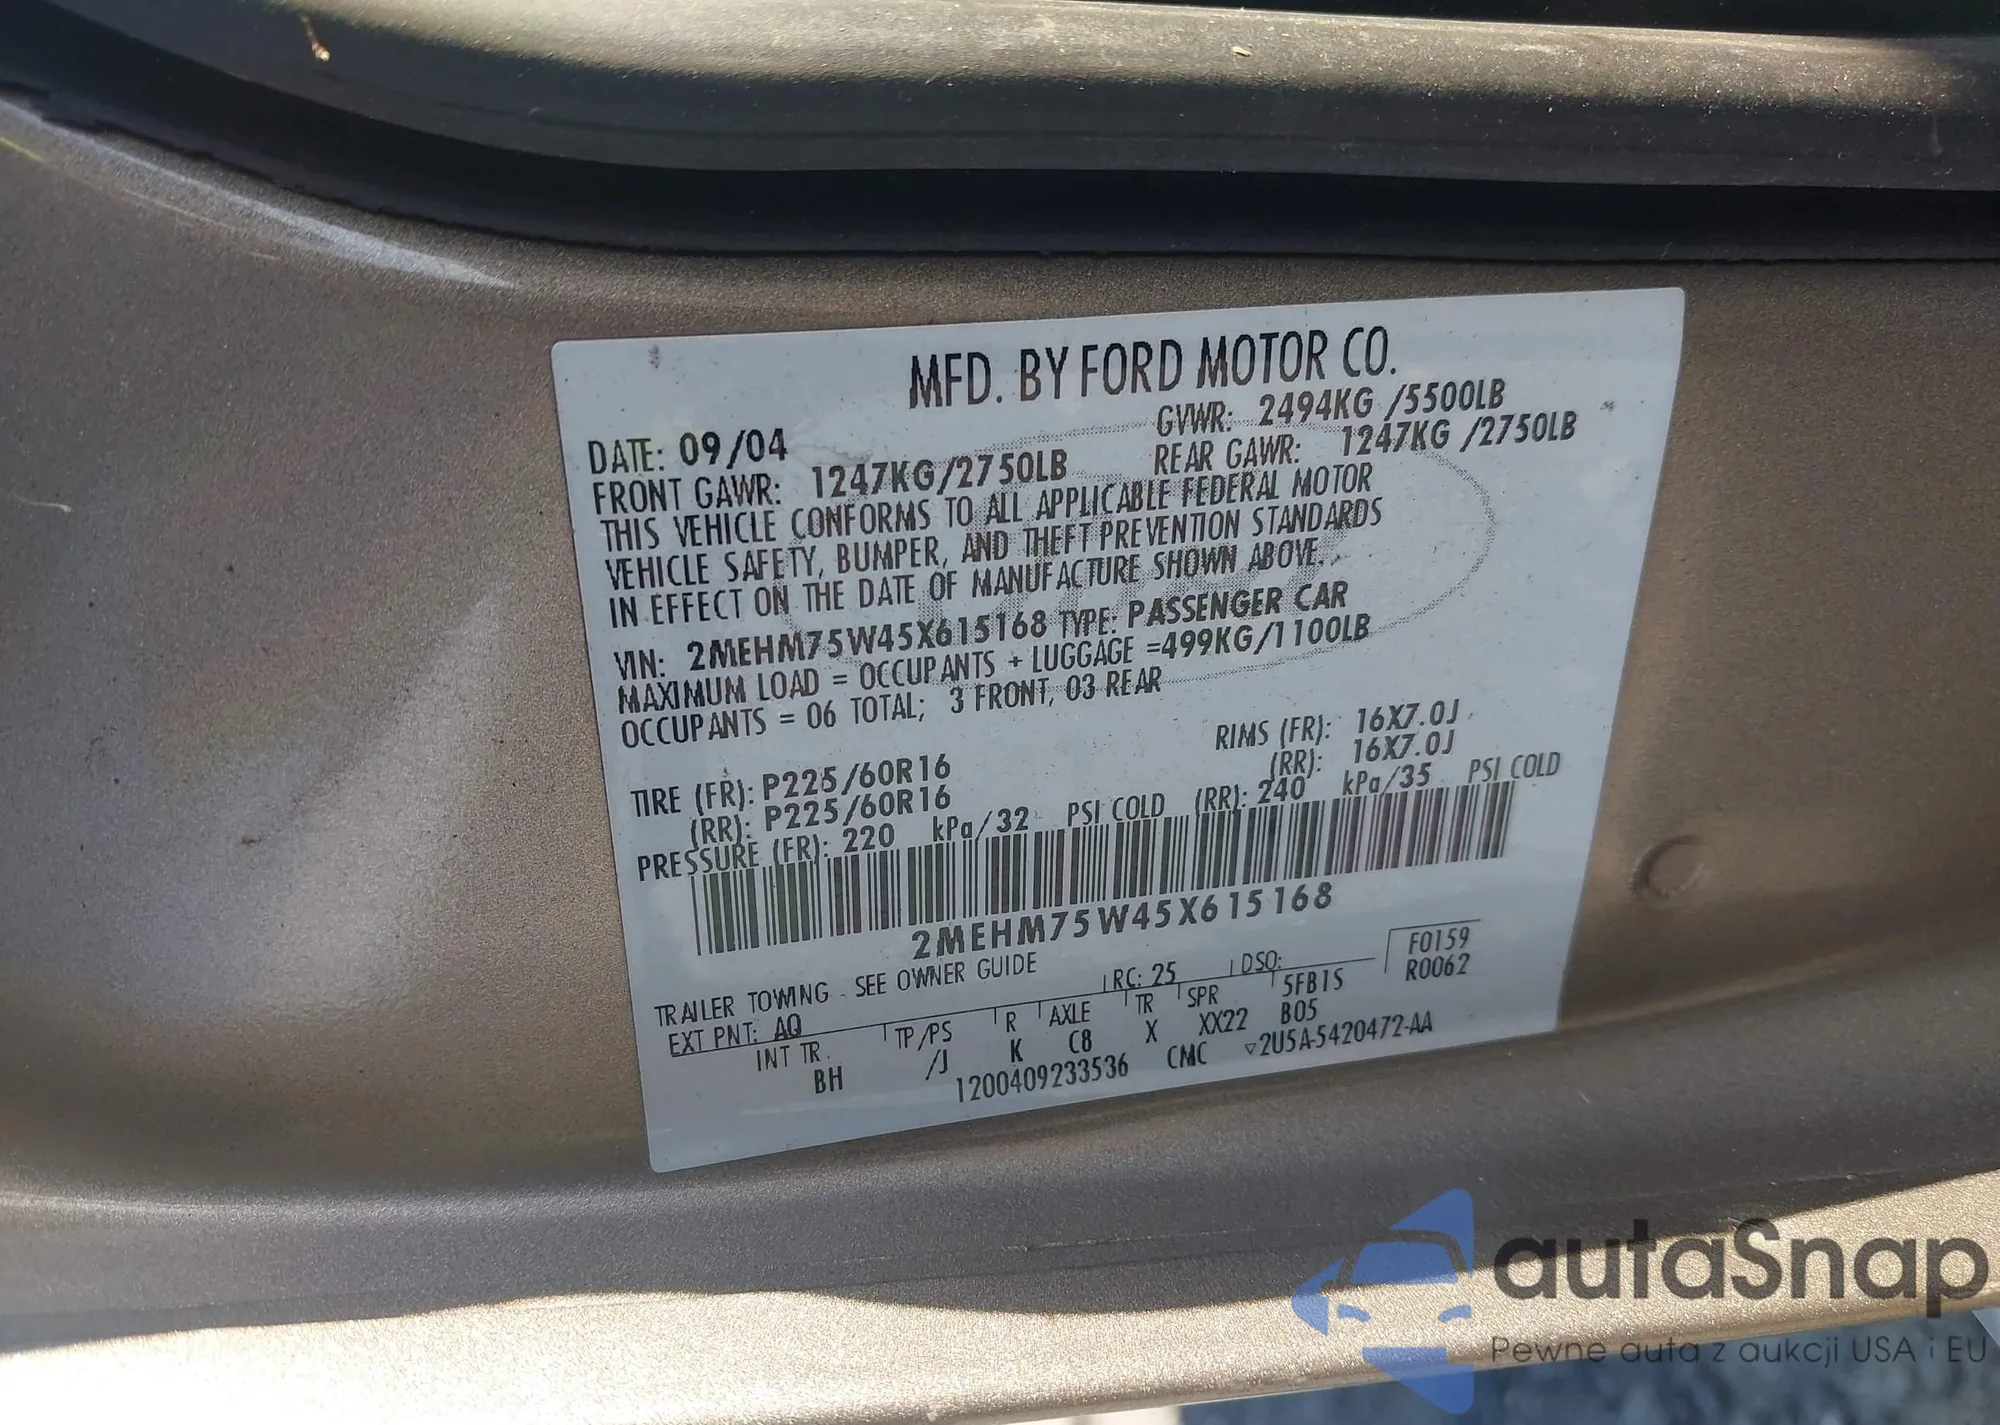 MFD. BY FORD MOTOR CO.
DATE: 09/04 GVWR: 2494KG /5500LB
FRONT GAWR: 1247KG/2750LB REAR GAWR: 1247KG /2750LB
THIS VEHICLE CONFORMS TO ALL APPLICABLE FEDERAL MOTOR
VEHICLE SAFETY, BUMPER, AND THEFT PREVENTION STANDARDS
IN EFFECT ON THE DATE OF MANUFACTURE SHOWN ABOVE.
VIN: 2MEHM75W45X615168 TYPE: PASSENGER CAR
MAXIMUM LOAD = OCCUPANTS + LUGGAGE =499KG/1100LB
OCCUPANTS = 06 TOTAL; 3 FRONT, 03 REAR
RIMS (FR): 16X7.0J
TIRE (FR): P225/60R16 (RR): 16X7.0J
(RR): P225/60R16
PRESSURE (FR): 220 kPa/32 PSI COLD (RR): 240 kPa/35 PSI COLD
2MEHM75W45X615168
TRAILER TOWING - SEE OWNER GUIDE
EXT PNT: AQ RC: 25 DSO: F0159
INT TR. TP/PS R AXLE TR SPR 5FB1S R0062
BH /J K C8 X XX22 B05
1200409233536 CMC ▽2U5A-5420472-AA
autaSnap
Pewne auta z aukcji USA i EU